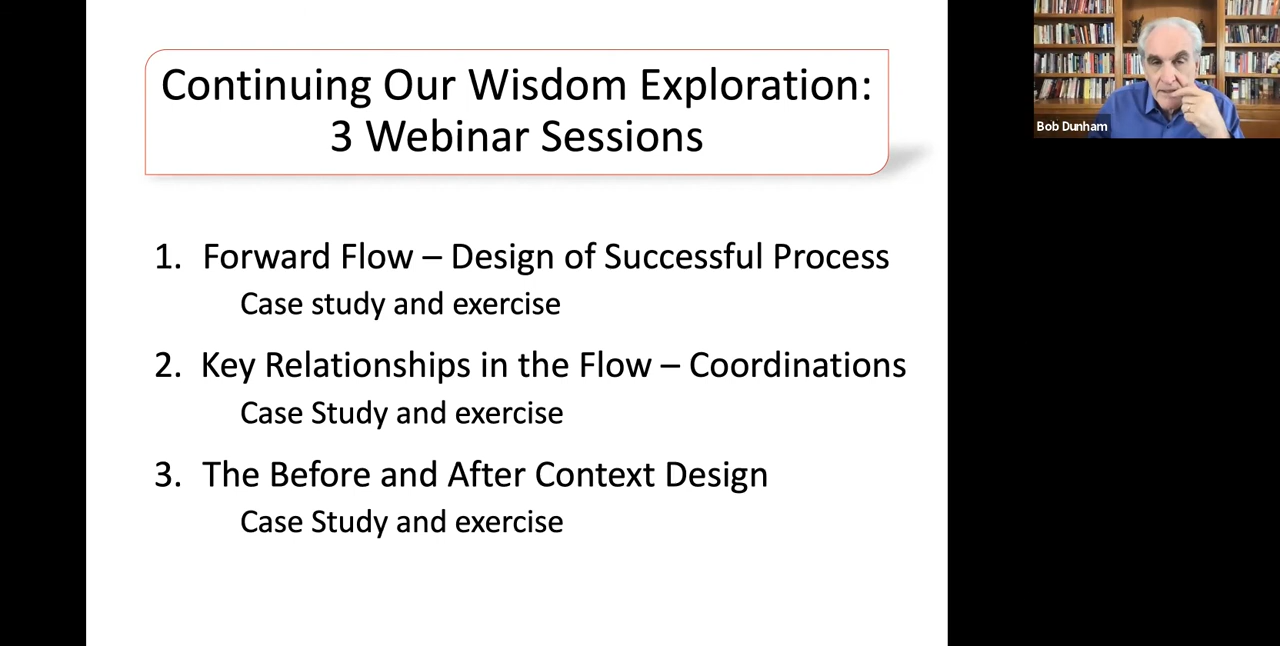 Continuing Our Wisdom Exploration:
3 Webinar Sessions
1. Forward Flow – Design of Successful Process
Case study and exercise
2. Key Relationships in the Flow – Coordinations
Case Study and exercise
3. The Before and After Context Design
Case Study and exercise
Bob Dunham